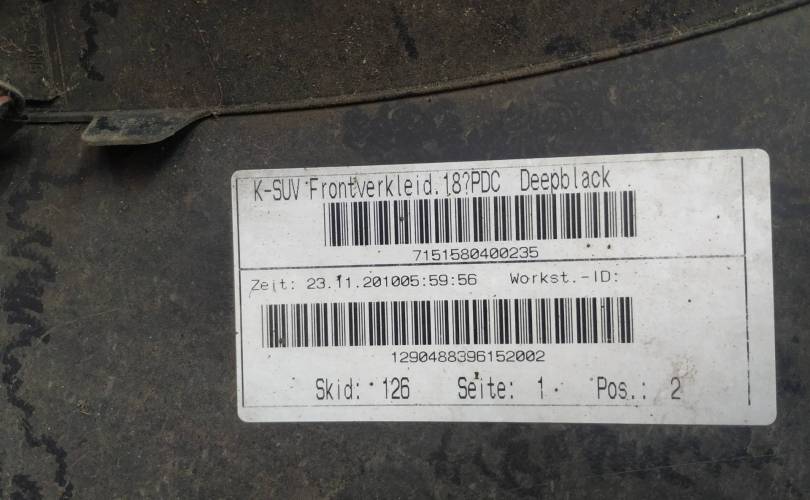 K-SUV Frontverkleid.18?PDC Deepblack
7151580400235
Zeit: 23.11.201005:59:56 Workst.-ID:
1290488396152002
Skid: 126 Seite: 1 Pos.: 2